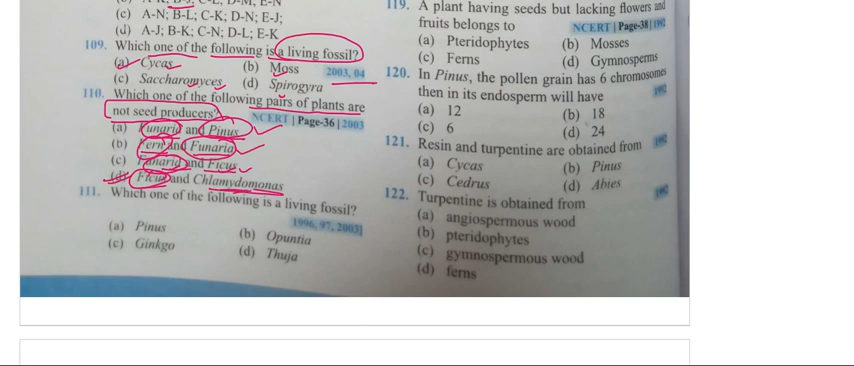 (c) A-N; B-L; C-K; D-N; E-J;
(d) A-J; B-K; C-N; D-L; E-K
109. Which one of the following is a living fossil?
(a) Cycas (b) Moss 2003, 04
(c) Saccharomyces (d) Spirogyra
110. Which one of the following pairs of plants are
not seed producers? NCERT | Page-36 | 2003
(a) Funaria and Pinus
(b) Fern and Funaria
(c) Funaria and Ficus
(d) Ficus and Chlamydomonas
111. Which one of the following is a living fossil?
1996, 97, 2003
(a) Pinus (b) Opuntia
(c) Ginkgo (d) Thuja
119. A plant having seeds but lacking flowers and
fruits belongs to NCERT | Page-38 |
(a) Pteridophytes (b) Mosses
(c) Ferns (d) Gymnosperms
120. In Pinus, the pollen grain has 6 chromosomes
then in its endosperm will have
(a) 12 (b) 18
(c) 6 (d) 24
121. Resin and turpentine are obtained from
(a) Cycas (b) Pinus
(c) Cedrus (d) Abies
122. Turpentine is obtained from
(a) angiospermous wood
(b) pteridophytes
(c) gymnospermous wood
(d) ferns